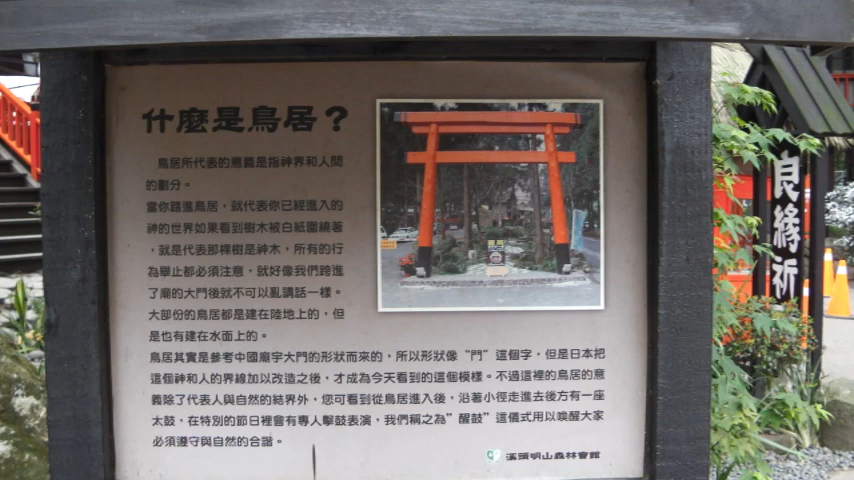 什麼是鳥居？
鳥居所代表的意義是指神界和人間
的劃分。
當你踏進鳥居，就代表你已經進入的
神的世界如果看到樹木被白紙圍繞著
，就是代表那棵樹是神木，所有的行
為舉止都必須注意，就好像我們跨進
了廟的大門後就不可以亂講話一樣。
大部份的鳥居都是建在陸地上的，但
是也有建在水面上的。
鳥居其實是參考中國廟宇大門的形狀而來的，所以形狀像“門”這個字，但是日本把
這個神和人的界線加以改造之後，才成為今天看到的這個模樣。不過這裡的鳥居的意
義除了代表人與自然的結界外，您可看到從鳥居進入後，沿著小徑走進去後方有一座
太鼓，在特別的節日裡會有專人擊鼓表演，我們稱之為”醒鼓”這儀式用以喚醒大家
必須遵守與自然的合諧。
溪頭明山森林會館
良緣祈